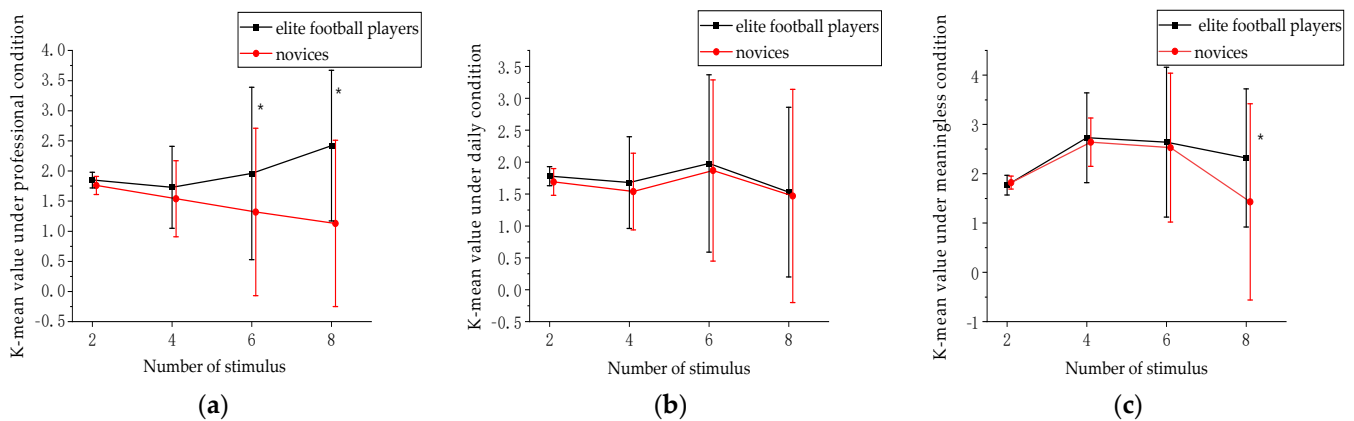 elite football players
novices
K-mean value under professional condition
4.0
3.5
3.0
2.5
2.0
1.5
1.0
0.5
0.0
-0.5
*
*
2 4 6 8
Number of stimulus
(a)
elite football players
novices
K-mean value under daily condition
3.5
3.0
2.5
2.0
1.5
1.0
0.5
0.0
-0.5
2 4 6 8
Number of stimulus
(b)
elite football players
novices
K-mean value under meaningless condition
4
3
2
1
0
-1
*
2 4 6 8
Number of stimulus
(c)